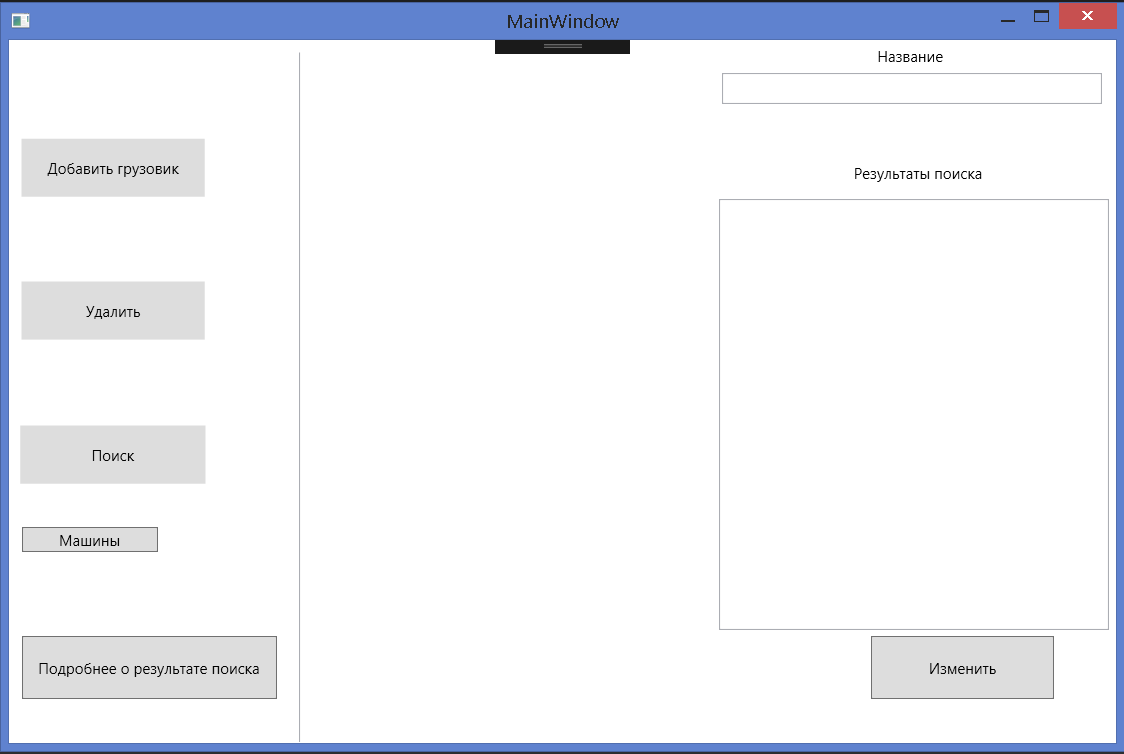 MainWindow
Название
Добавить грузовик
Результаты поиска
Удалить
Поиск
Машины
Подробнее о результате поиска
Изменить